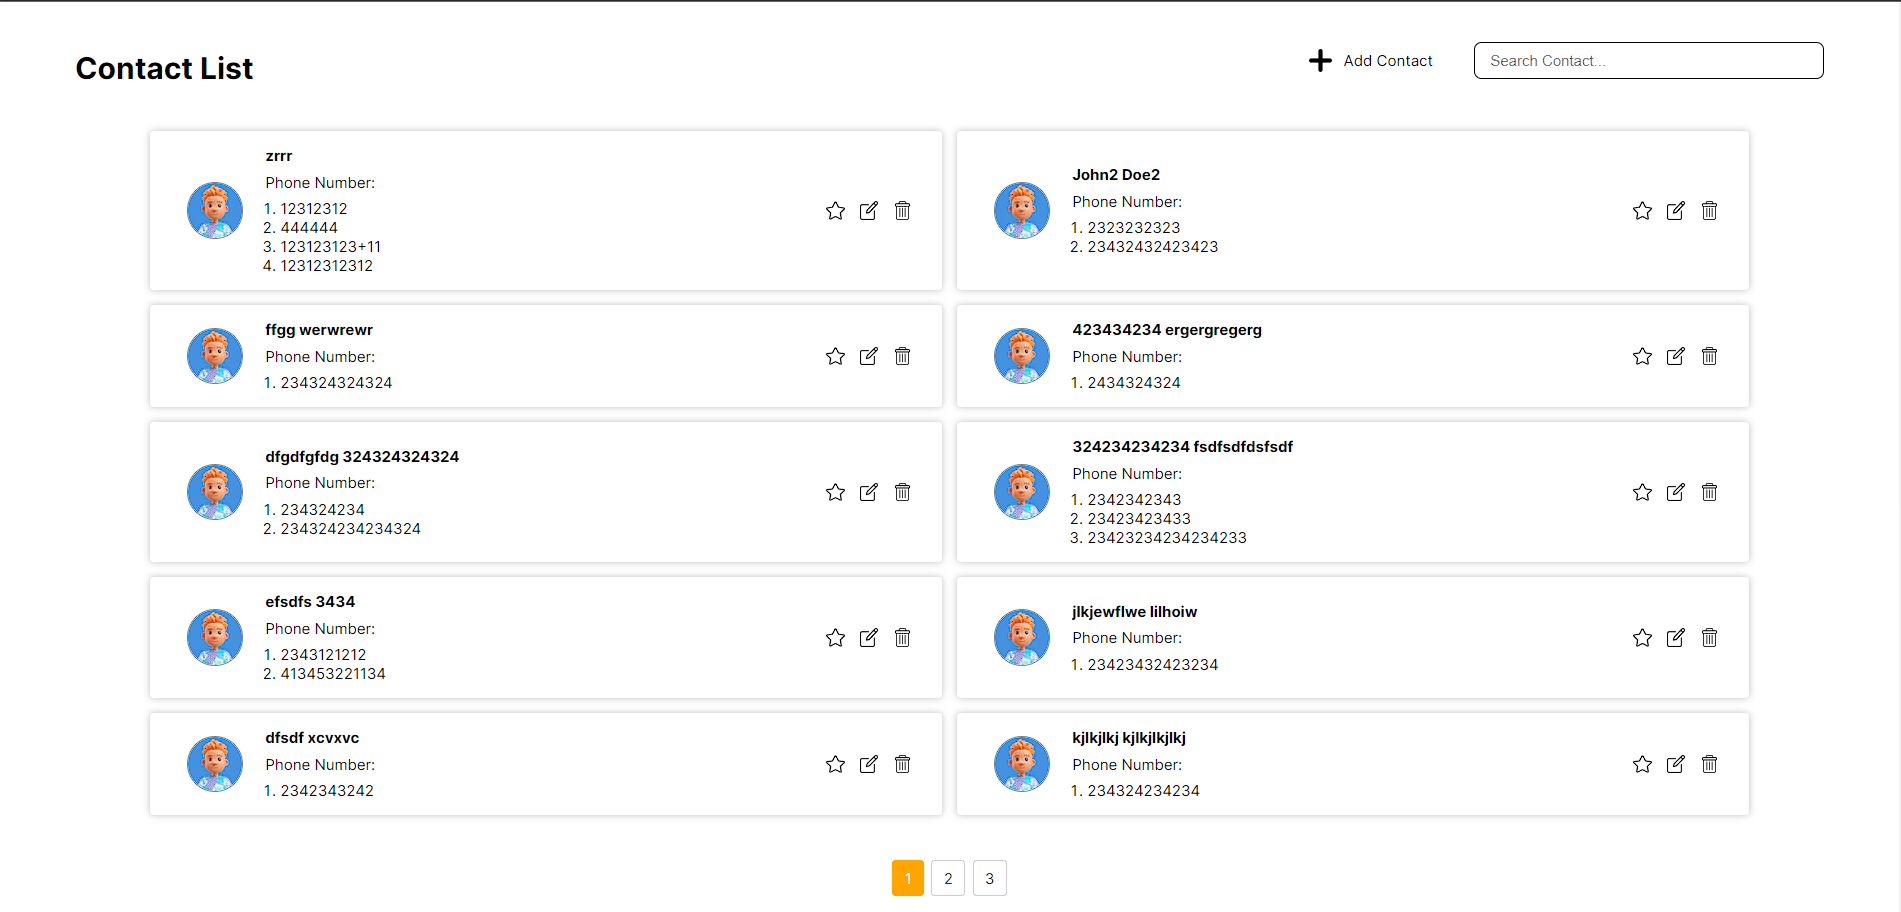 Contact List
Add Contact
Search Contact...
zrrr
Phone Number:
1. 12312312
2. 444444
3. 123123123+11
4. 12312312312
John2 Doe2
Phone Number:
1. 2323232323
2. 23432432423423
ffgg werwrewr
Phone Number:
1. 234324324324
423434234 ergergregerg
Phone Number:
1. 2434324324
dfgdfgfdg 324324324324
Phone Number:
1. 234324234
2. 234324234234324
324234234234 fsdfsdfdsfsdf
Phone Number:
1. 2342342343
2. 23423423433
3. 23423234234234233
efsdfs 3434
Phone Number:
1. 2343121212
2. 413453221134
jlkjewflwe lilhoiw
Phone Number:
1. 23423432423234
dfsdf xcvxvc
Phone Number:
1. 2342343242
kjlkjlkj kjlkjlkjlkj
Phone Number:
1. 234324234234
1 2 3